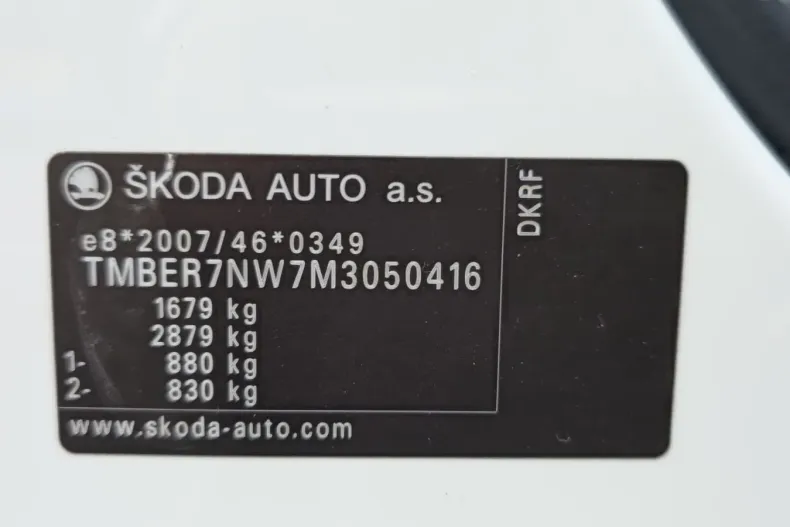 ŠKODA AUTO a.s.
e8*2007/46*0349
TMBER7NW7M3050416
1679 kg
2879 kg
1- 880 kg
2- 830 kg
www.skoda-auto.com
DKRF